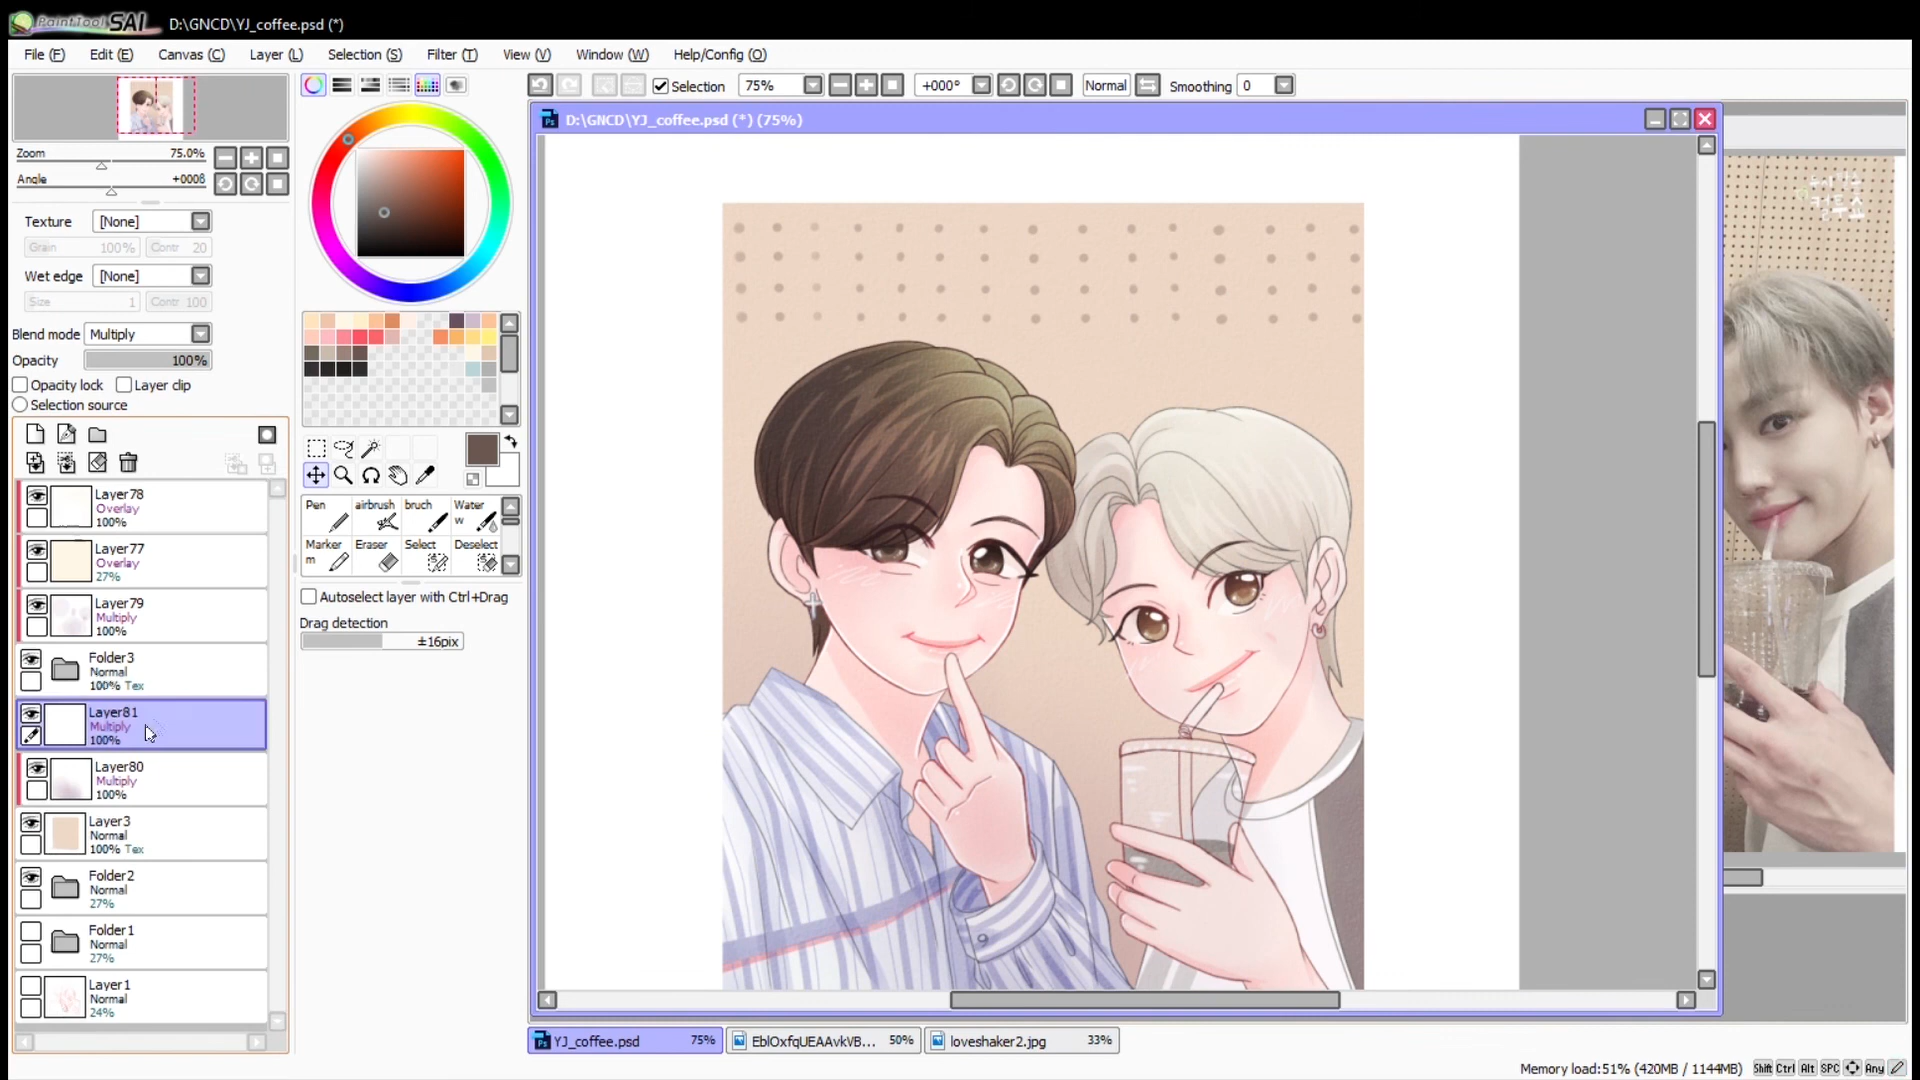 PaintTool SAI D:\GNCD\YJ_coffee.psd (*)
File (F) Edit (E) Canvas (C) Layer (L) Selection (S) Filter (T) View (V) Window (W) Help/Config (O)
Selection 75% +000° Normal Smoothing 0
D:\GNCD\YJ_coffee.psd (*) (75%)
Zoom 75.0%
Angle +0008
Texture [None]
Grain 100% Contr 20
Wet edge [None]
Size 1 Contr 100
Blend mode Multiply
Opacity 100%
Opacity lock Layer clip
Selection source
Layer78
Overlay
100%
Layer77
Overlay
27%
Layer79
Multiply
100%
Folder3
Normal
100% Tex
Layer81
Multiply
100%
Layer80
Multiply
100%
Layer3
Normal
100% Tex
Folder2
Normal
27%
Folder1
Normal
27%
Layer1
Normal
24%
Pen airbrush bruch Water
w
Marker Eraser Select Deselect
m
Autoselect layer with Ctrl+Drag
Drag detection
±16pix
YJ_coffee.psd 75% EblOxfqUEAAvkVB... 50% loveshaker2.jpg 33%
Memory load:51% (420MB / 1144MB) Shift Ctrl Alt SPC Any